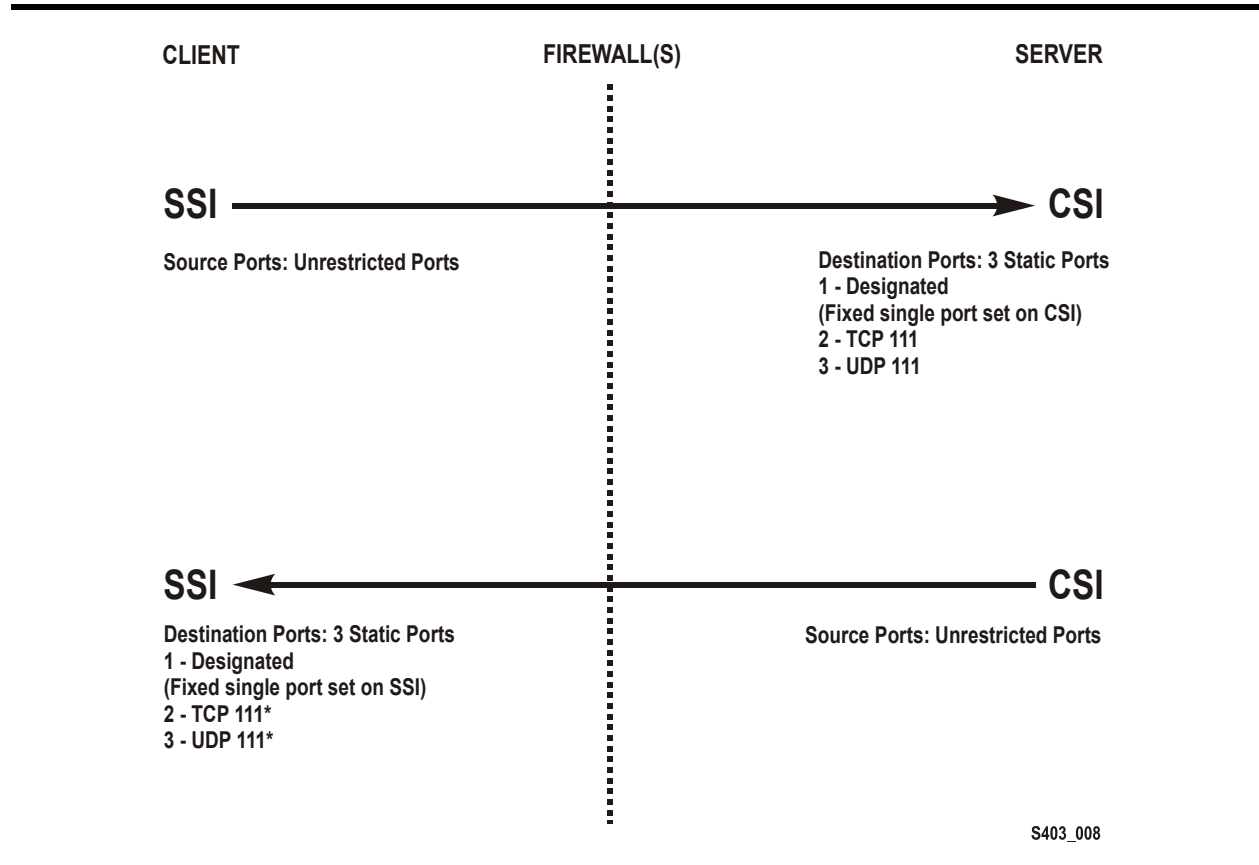 CLIENT
FIREWALL(S)
SERVER
SSI
CSI
Source Ports: Unrestricted Ports
Destination Ports: 3 Static Ports
1 - Designated
(Fixed single port set on CSI)
2 - TCP 111
3 - UDP 111
SSI
CSI
Destination Ports: 3 Static Ports
1 - Designated
(Fixed single port set on SSI)
2 - TCP 111*
3 - UDP 111*
Source Ports: Unrestricted Ports
S403_008